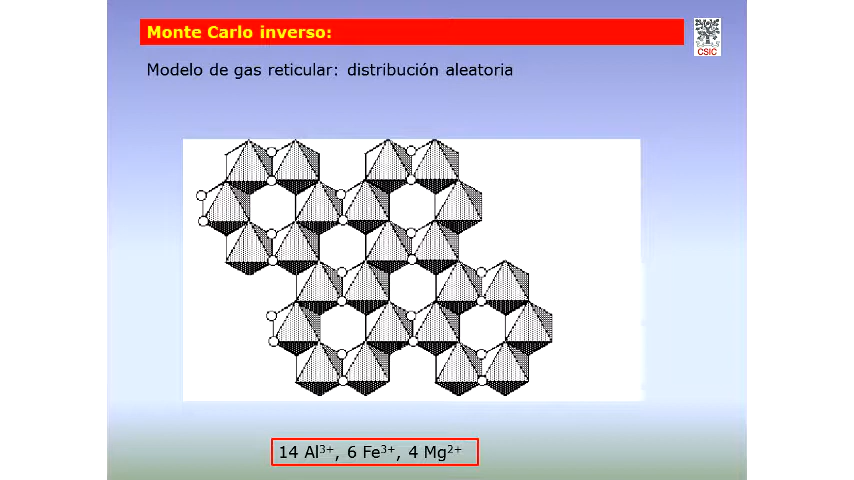 Monte Carlo inverso:
CSIC
Modelo de gas reticular: distribución aleatoria
14 Al³⁺, 6 Fe³⁺, 4 Mg²⁺